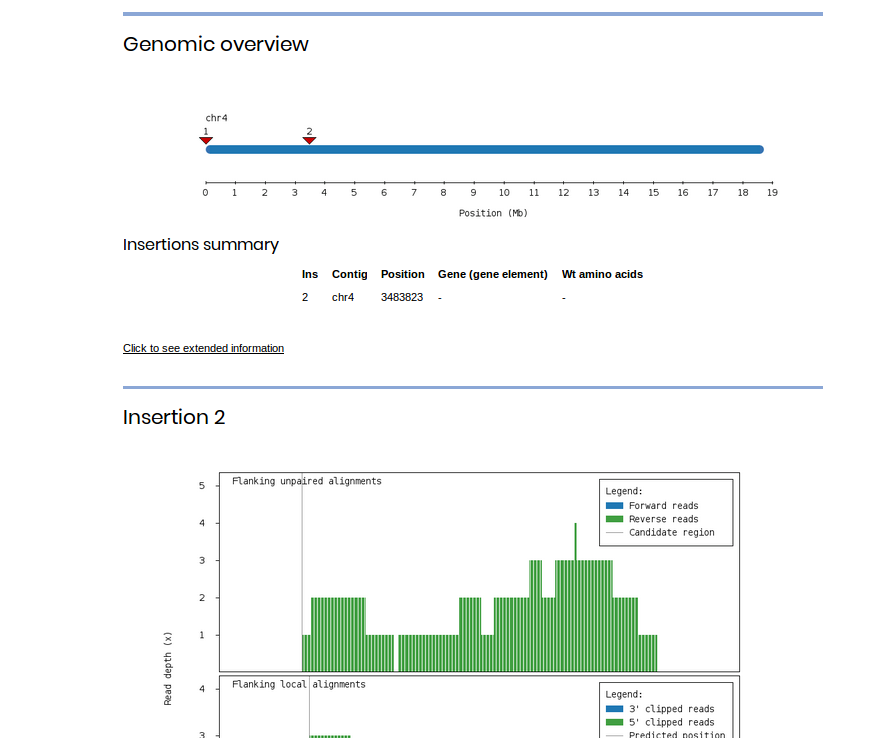 Genomic overview
chr4
1 2
0 1 2 3 4 5 6 7 8 9 10 11 12 13 14 15 16 17 18 19
Position (Mb)
Insertions summary
Ins Contig Position Gene (gene element) Wt amino acids
2 chr4 3483823 - -
Click to see extended information
Insertion 2
Flanking unpaired alignments
5
4
3
2
1
Legend:
Forward reads
Reverse reads
Candidate region
Read depth (x)
Flanking local alignments
4
3
Legend:
3' clipped reads
5' clipped reads
Predicted position